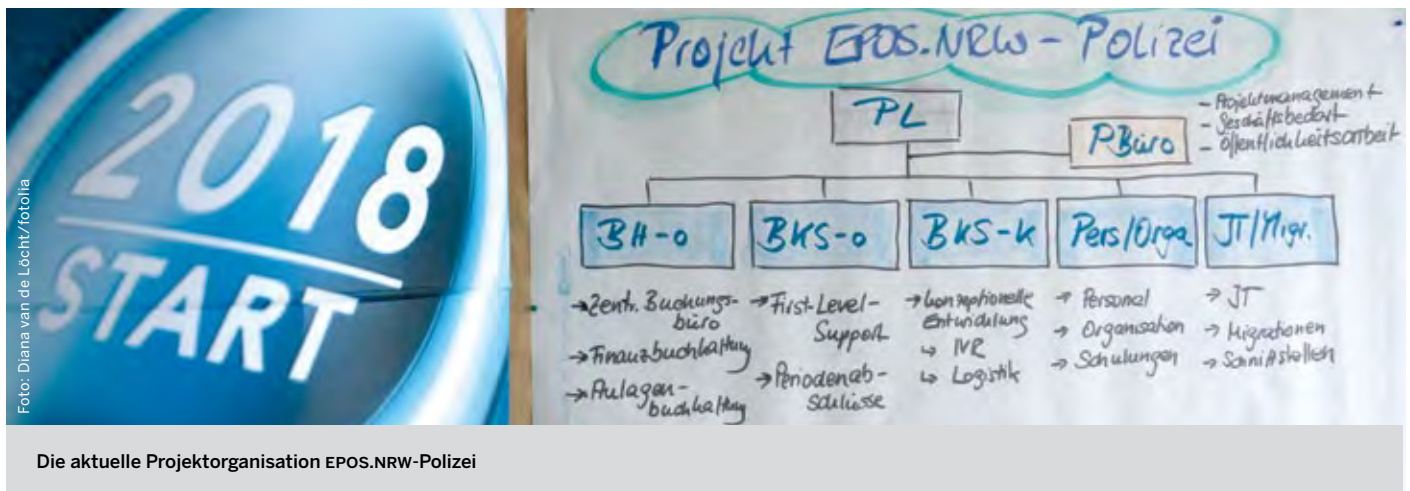 2018
START
Foto: Diana van de Löcht/fotolia
Projekt EPOS.NRW - Polizei
PL
PBüro
- Projektmanagement
- Geschäftsbedarf
- Öffentlichkeitsarbeit
BH-o
→Zentr. Buchungs-
büro
→Finanzbuchhaltung
→Anlagen-
buchhaltung
BKS-o
→First-Level-
Support
→Periodenab-
schlüsse
BKS-K
→konzeptionelle
Entwicklung
↳ IVR
↳ Logistik
Pers/Orga
→ Personal
→ Organisation
→ Schulungen
IT/Migr.
→ IT
→ Migrationen
→ Schnittstellen
Die aktuelle Projektorganisation EPOS.NRW-Polizei